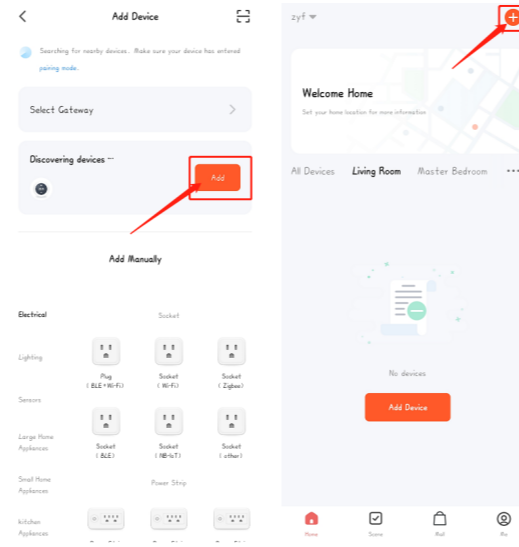 Add Device
Searching for nearby devices. Make sure your device has entered
pairing mode.
Select Gateway
Discovering devices ...
Add
Add Manually
Electrical
Socket
Lighting
Plug
(BLE+Wi-Fi)
Socket
(Wi-Fi)
Socket
(Zigbee)
Sensors
Large Home
Appliances
Socket
(BLE)
Socket
(NB-IoT)
Socket
(other)
Small Home
Appliances
Power Strip
kitchen
Appliances
zyf
Welcome Home
Set your home location for more information
All Devices
Living Room
Master Bedroom
...
No devices
Add Device
Home
Scene
Mall
Me